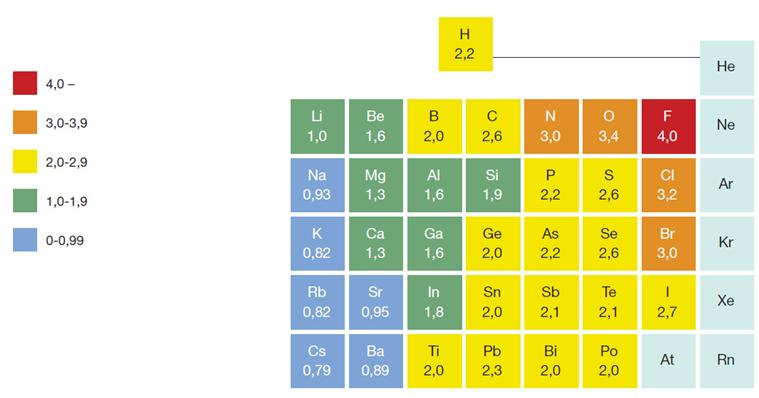 H
2,2
He
4,0 –
3,0-3,9
2,0-2,9
1,0-1,9
0-0,99
Li Be B C N O F Ne
1,0 1,6 2,0 2,6 3,0 3,4 4,0
Na Mg Al Si P S Cl Ar
0,93 1,3 1,6 1,9 2,2 2,6 3,2
K Ca Ga Ge As Se Br Kr
0,82 1,3 1,6 2,0 2,2 2,6 3,0
Rb Sr In Sn Sb Te I Xe
0,82 0,95 1,8 2,0 2,1 2,1 2,7
Cs Ba Ti Pb Bi Po At Rn
0,79 0,89 2,0 2,3 2,0 2,0